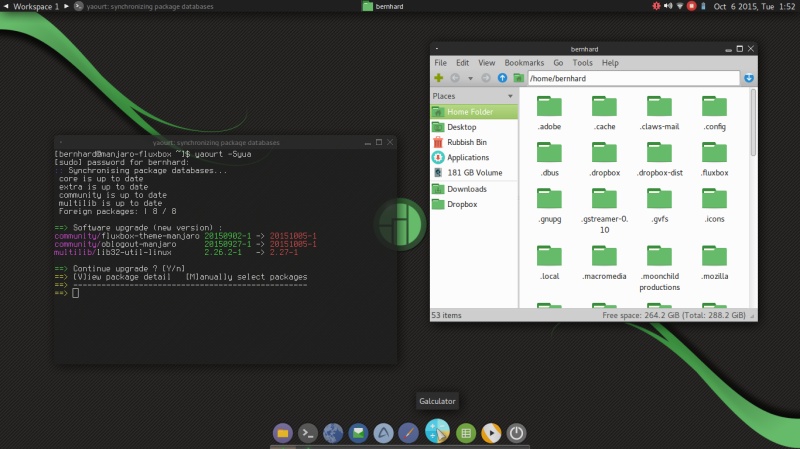 Workspace 1
yaourt: synchronizing package databases
bernhard
Oct 6 2015, Tue 1:52
yaourt: synchronizing package databases
[bernhard@manjaro-fluxbox ~]$ yaourt -Syua
[sudo] password for bernhard:
:: Synchronising package databases...
core is up to date
extra is up to date
community is up to date
multilib is up to date
Foreign packages: | 8 / 8
==> Software upgrade (new version) :
community/fluxbox-theme-manjaro 20150902-1 -> 20151005-1
community/oblogout-manjaro 20150927-1 -> 20151005-1
multilib/lib32-util-linux 2.26.2-1 -> 2.27-1
==> Continue upgrade ? [Y/n]
==> [V]iew package detail [M]anually select packages
==> --------------------------------------------------
==>
bernhard
File Edit View Bookmarks Go Tools Help
/home/bernhard
Places
Home Folder
Desktop
Rubbish Bin
Applications
181 GB Volume
Downloads
Dropbox
.adobe .cache .claws-mail .config
.dbus .dropbox .dropbox-dist .fluxbox
.gnupg .gstreamer-0.
10 .gvfs .icons
.local .macromedia .moonchild
productions .mozilla
53 items
Free space: 264.2 GiB (Total: 288.2 GiB)
Galculator